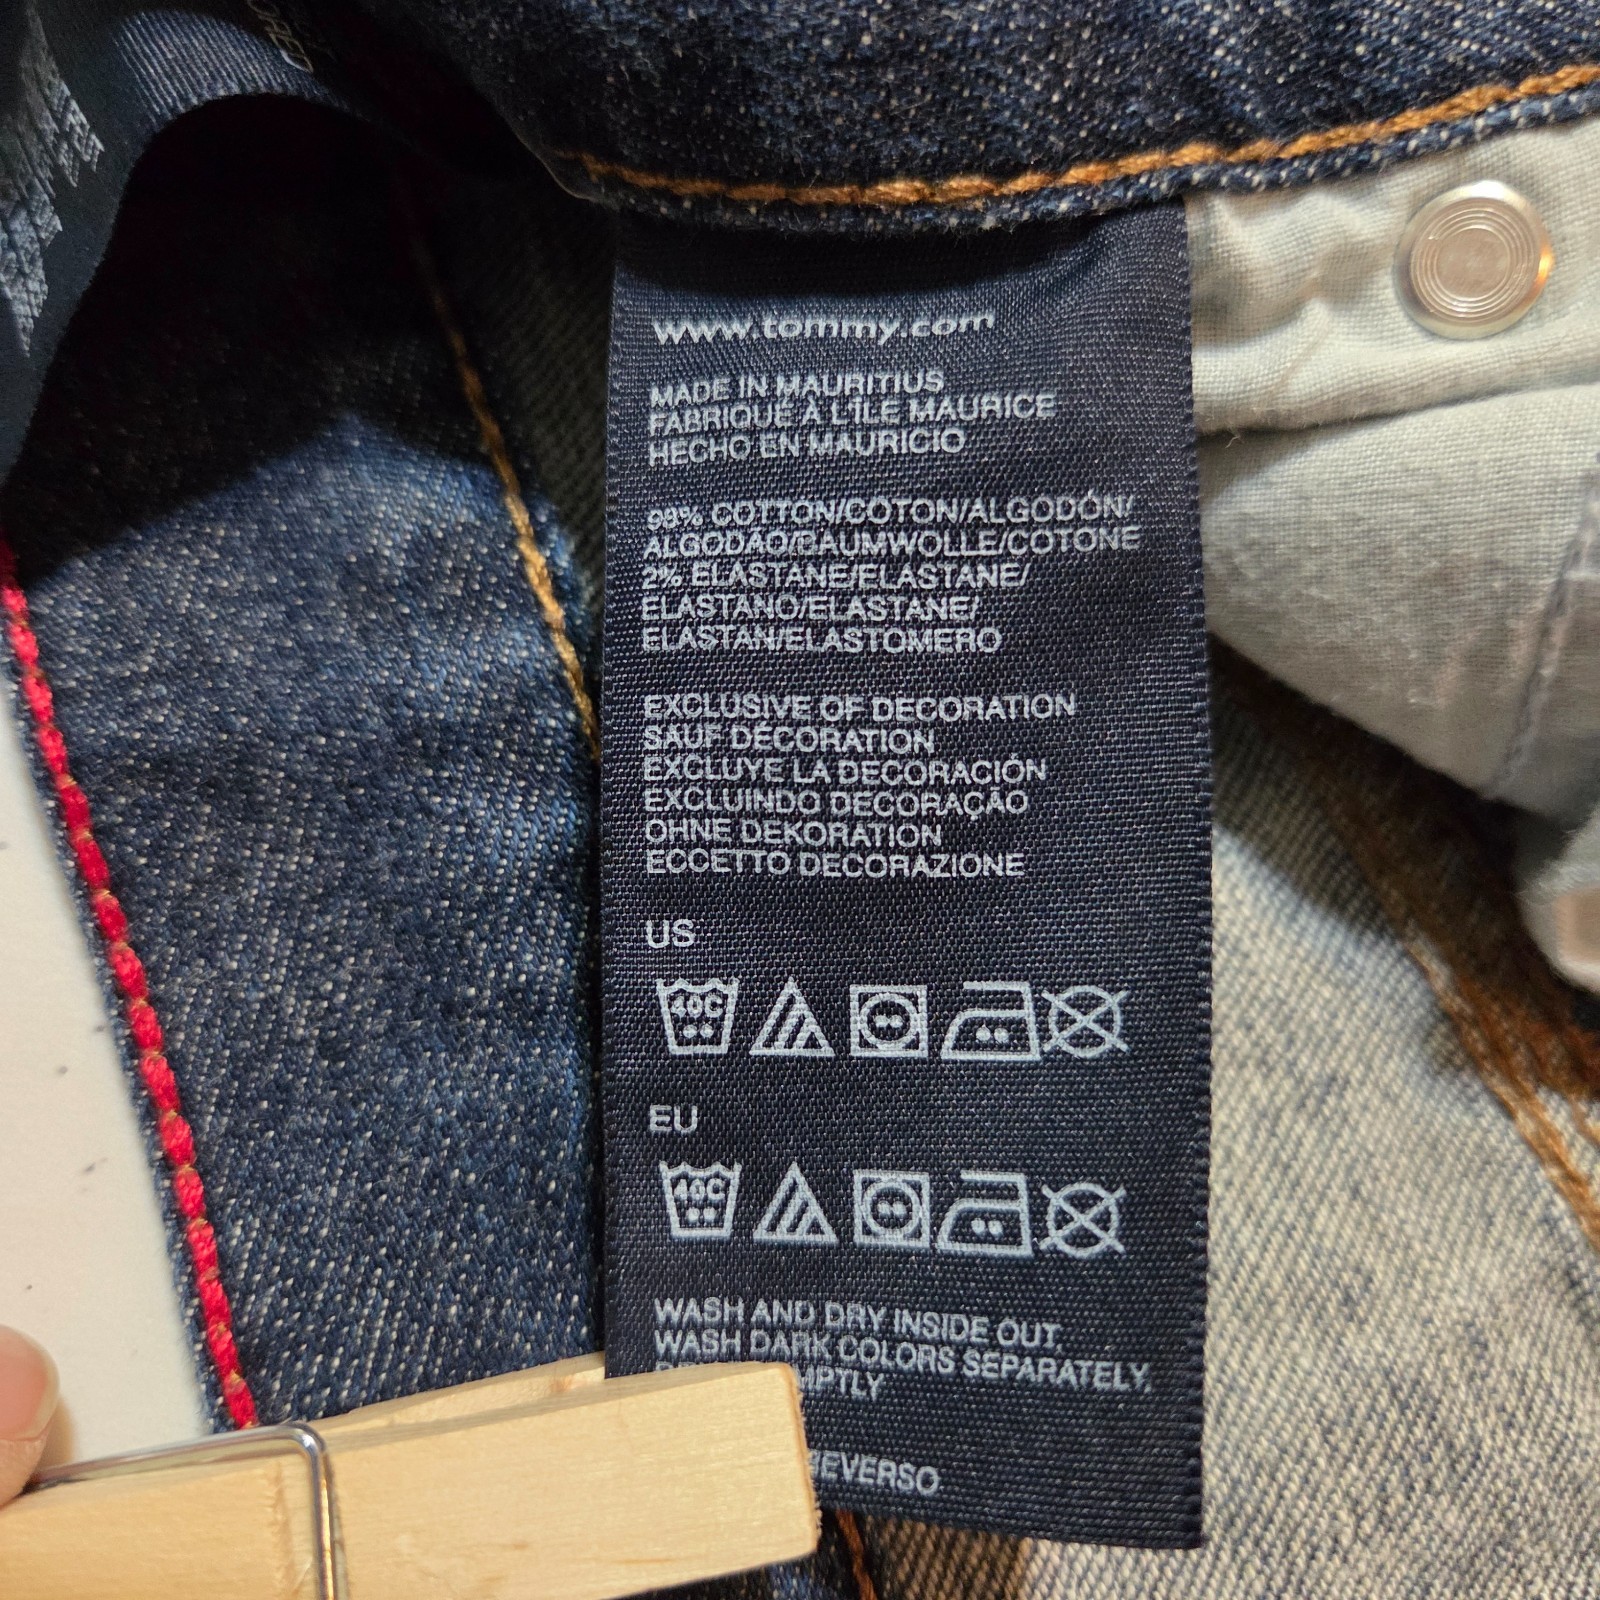 www.tommy.com
MADE IN MAURITIUS
FABRIQUÉ À L'ÎLE MAURICE
HECHO EN MAURICIO
98% COTTON/COTON/ALGODÓN/
ALGODÃO/BAUMWOLLE/COTONE
2% ELASTANE/ELASTANE/
ELASTANO/ELASTANE/
ELASTAN/ELASTOMERO
EXCLUSIVE OF DECORATION
SAUF DÉCORATION
EXCLUYE LA DECORACIÓN
EXCLUINDO DECORAÇÃO
OHNE DEKORATION
ECCETTO DECORAZIONE
US
40C
EU
40C
WASH AND DRY INSIDE OUT.
WASH DARK COLORS SEPARATELY.